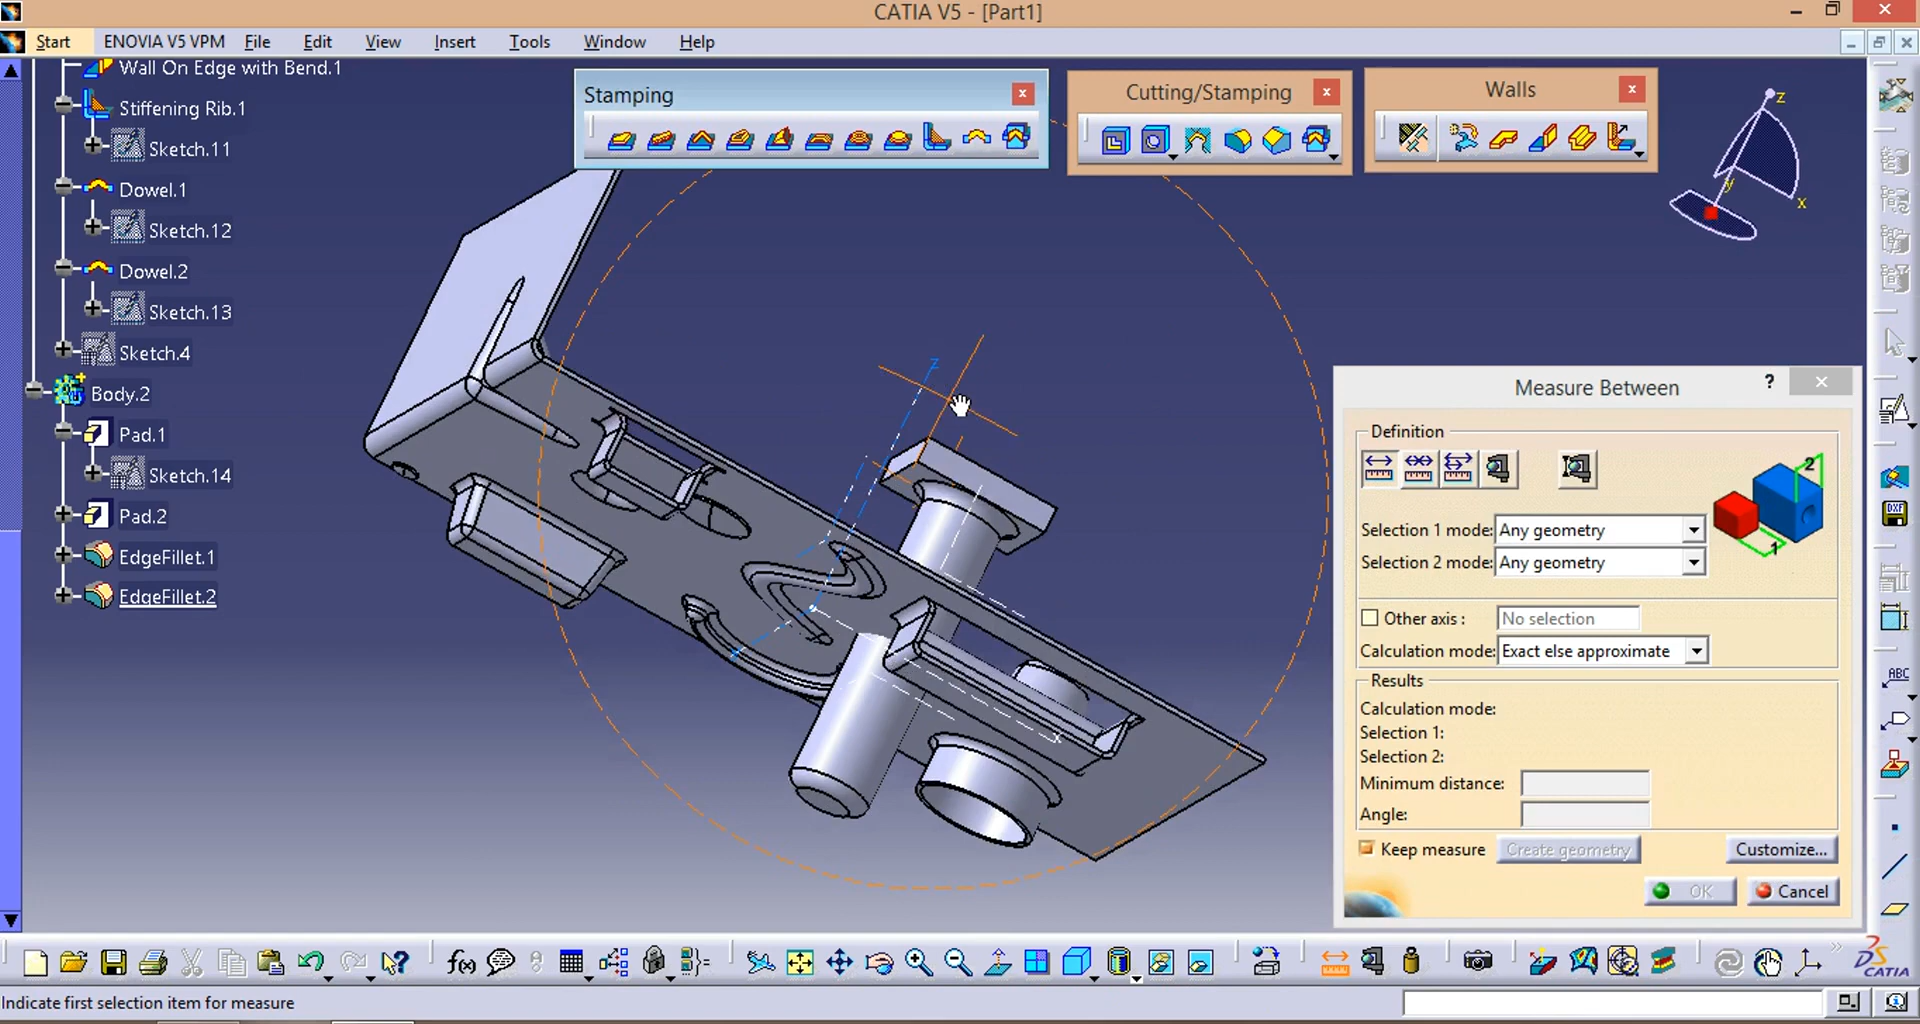 CATIA V5 - [Part1]
Start ENOVIA V5 VPM File Edit View Insert Tools Window Help
Wall On Edge with Bend.1
Stiffening Rib.1
Sketch.11
Dowel.1
Sketch.12
Dowel.2
Sketch.13
Sketch.4
Body.2
Pad.1
Sketch.14
Pad.2
EdgeFillet.1
EdgeFillet.2
Stamping
Cutting/Stamping
Walls
z
y
x
z
x
Measure Between
?
Definition
Selection 1 mode: Any geometry
Selection 2 mode: Any geometry
2
1
Other axis : No selection
Calculation mode: Exact else approximate
Results
Calculation mode:
Selection 1:
Selection 2:
Minimum distance:
Angle:
Keep measure Create geometry Customize...
OK Cancel
DXF
ABC
f(x)
CATIA
Indicate first selection item for measure